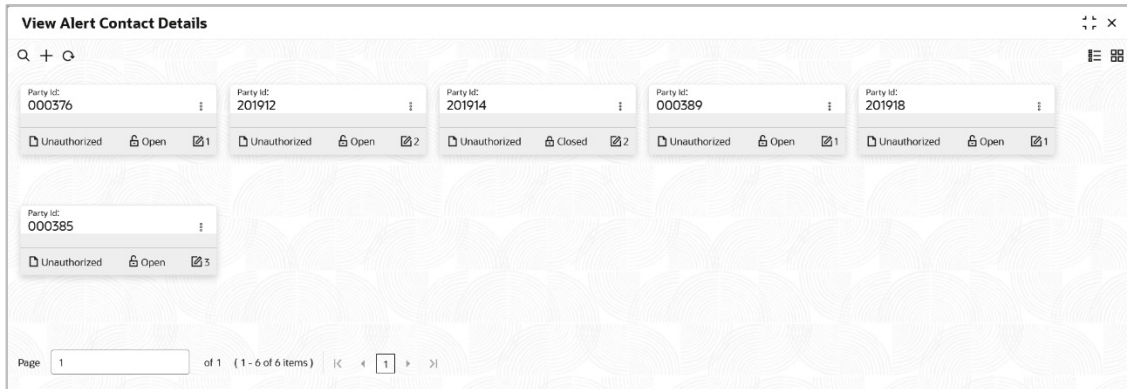 View Alert Contact Details
Party Id: Party Id: Party Id: Party Id: Party Id:
000376 201912 201914 000389 201918
Unauthorized Open 1 Unauthorized Open 2 Unauthorized Closed 2 Unauthorized Open 1 Unauthorized Open 1
Party Id:
000385
Unauthorized Open 3
Page 1 of 1 (1 - 6 of 6 items) 1